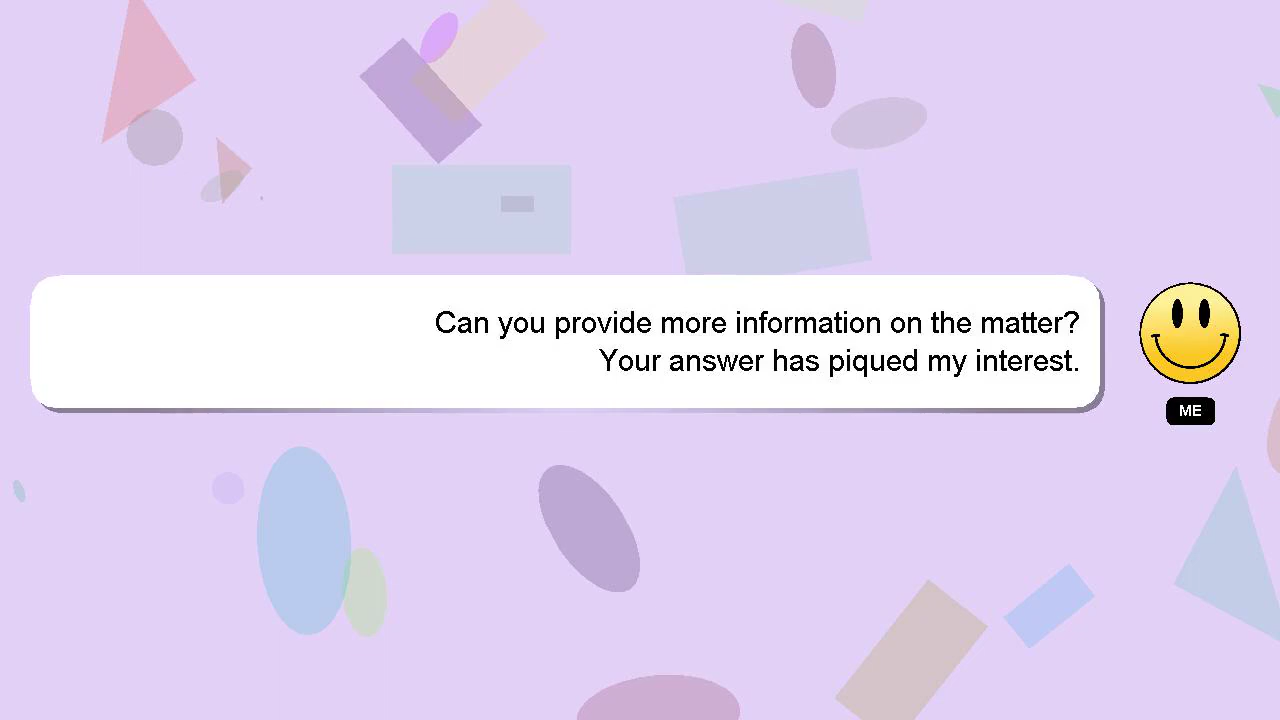 Can you provide more information on the matter?
Your answer has piqued my interest.
ME